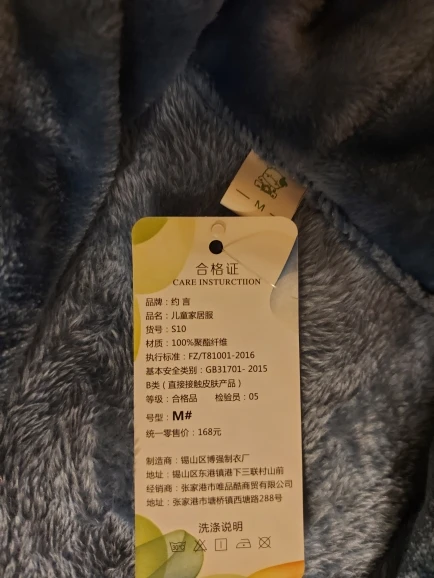 M
合格证
CARE INSTURCTIION
品牌：约 言
品名：儿童家居服
货号：S10
材质：100%聚酯纤维
执行标准：FZ/T81001-2016
基本安全类别：GB31701- 2015
B类（直接接触皮肤产品）
等级：合格品 检验员：05
号型：M#
统一零售价：168元
制造商：锡山区博强制衣厂
地址：锡山区东港镇港下三联村山前
经销商：张家港市唯品酷商贸有限公司
地址：张家港市塘桥镇西塘路288号
洗涤说明